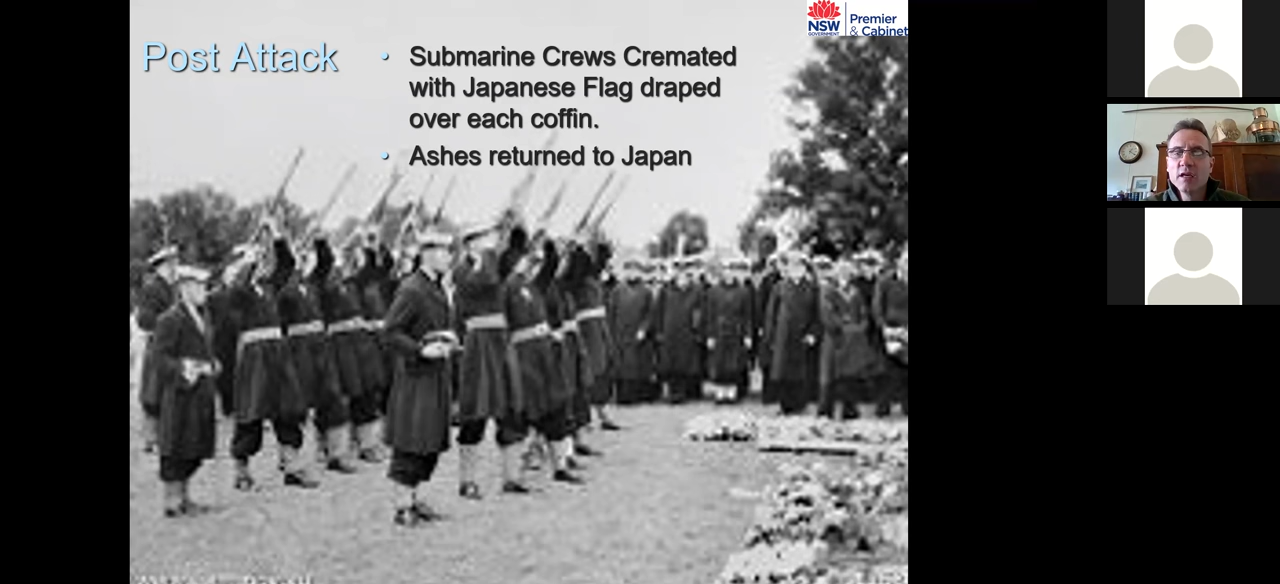 NSW
GOVERNMENT
Premier
& Cabinet
Post Attack
• Submarine Crews Cremated
with Japanese Flag draped
over each coffin.
• Ashes returned to Japan